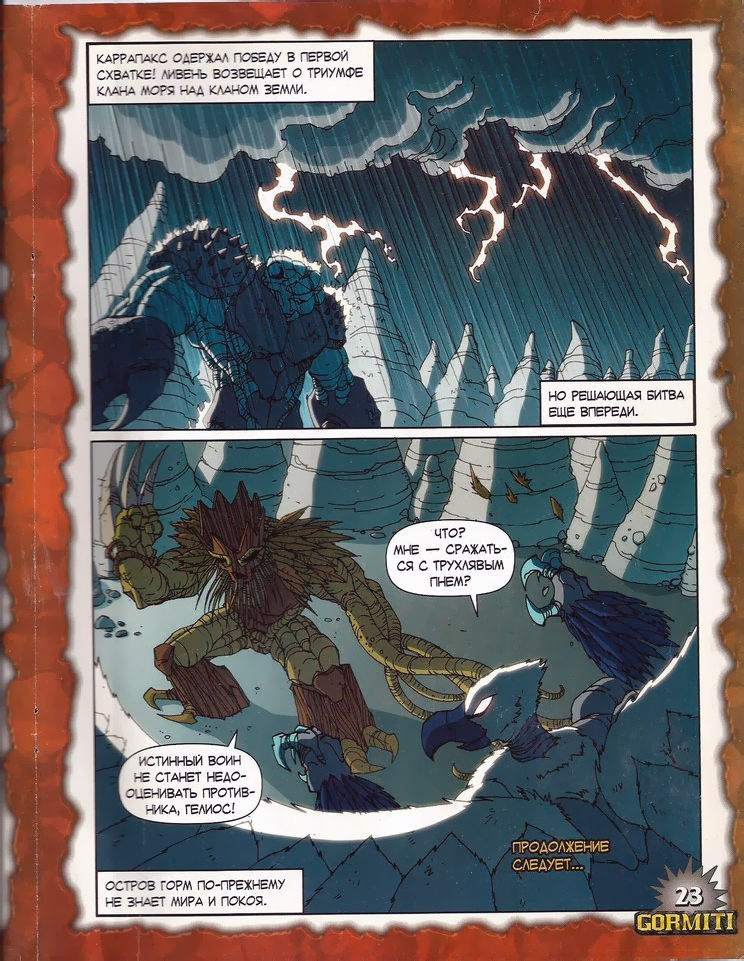 КАРРАПАКС ОДЕРЖАЛ ПОБЕДУ В ПЕРВОЙ
СХВАТКЕ! ЛИВЕНЬ ВОЗВЕЩАЕТ О ТРИУМФЕ
КЛАНА МОРЯ НАД КЛАНОМ ЗЕМЛИ.
НО РЕШАЮЩАЯ БИТВА
ЕЩЕ ВПЕРЕДИ.
ЧТО?
МНЕ — СРАЖАТЬ-
СЯ С ТРУХЛЯВЫМ
ПНЕМ?
ИСТИННЫЙ ВОИН
НЕ СТАНЕТ НЕДО-
ОЦЕНИВАТЬ ПРОТИВ-
НИКА, ГЕЛИОС!
ПРОДОЛЖЕНИЕ
СЛЕДУЕТ...
ОСТРОВ ГОРМ ПО-ПРЕЖНЕМУ
НЕ ЗНАЕТ МИРА И ПОКОЯ.
23
GORMITI